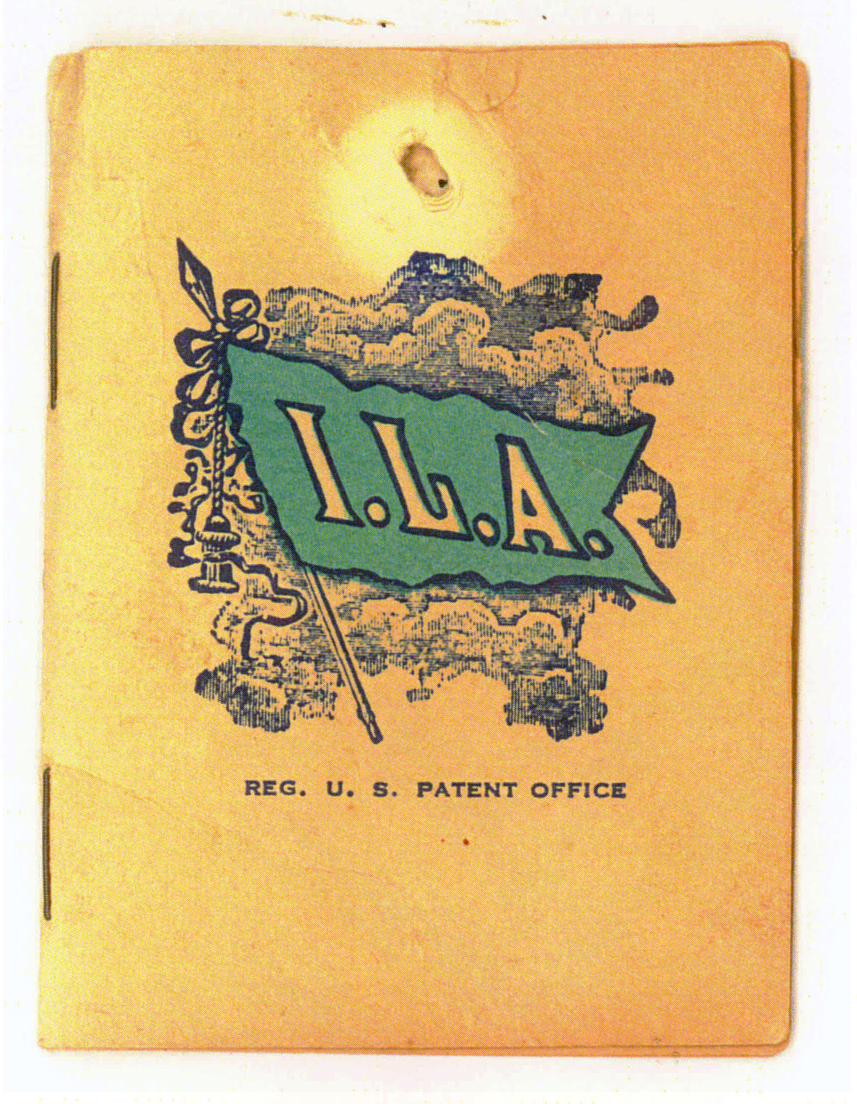 I.L.A.
REG. U. S. PATENT OFFICE